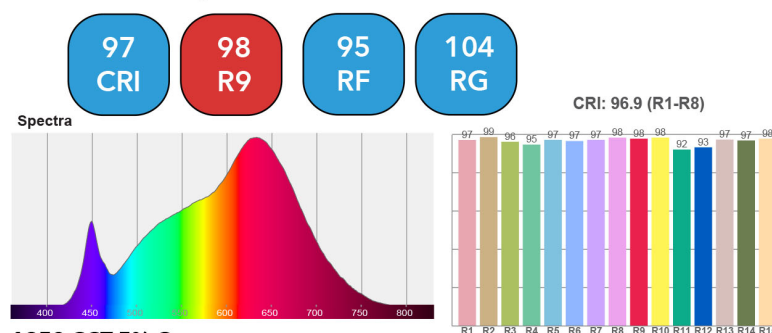 97
CRI
98
R9
95
RF
104
RG
CRI: 96.9 (R1-R8)
Spectra
97 99 96 95 97 97 97 98 98 98 92 93 97 97 98
400 450 500 550 600 650 700 750 800
R1 R2 R3 R4 R5 R6 R7 R8 R9 R10 R11 R12 R13 R14